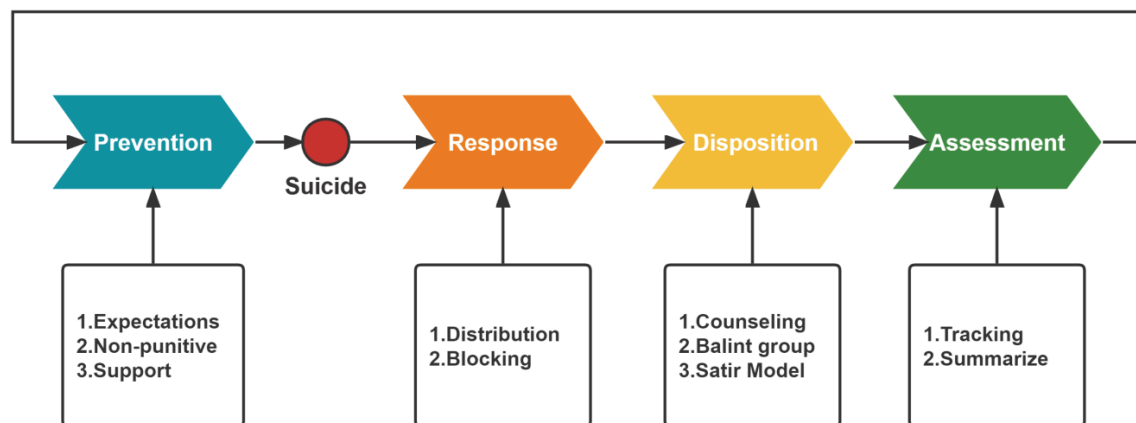 Prevention
Suicide
Response
Disposition
Assessment
1.Expectations
2.Non-punitive
3.Support
1.Distribution
2.Blocking
1.Counseling
2.Balint group
3.Satir Model
1.Tracking
2.Summarize